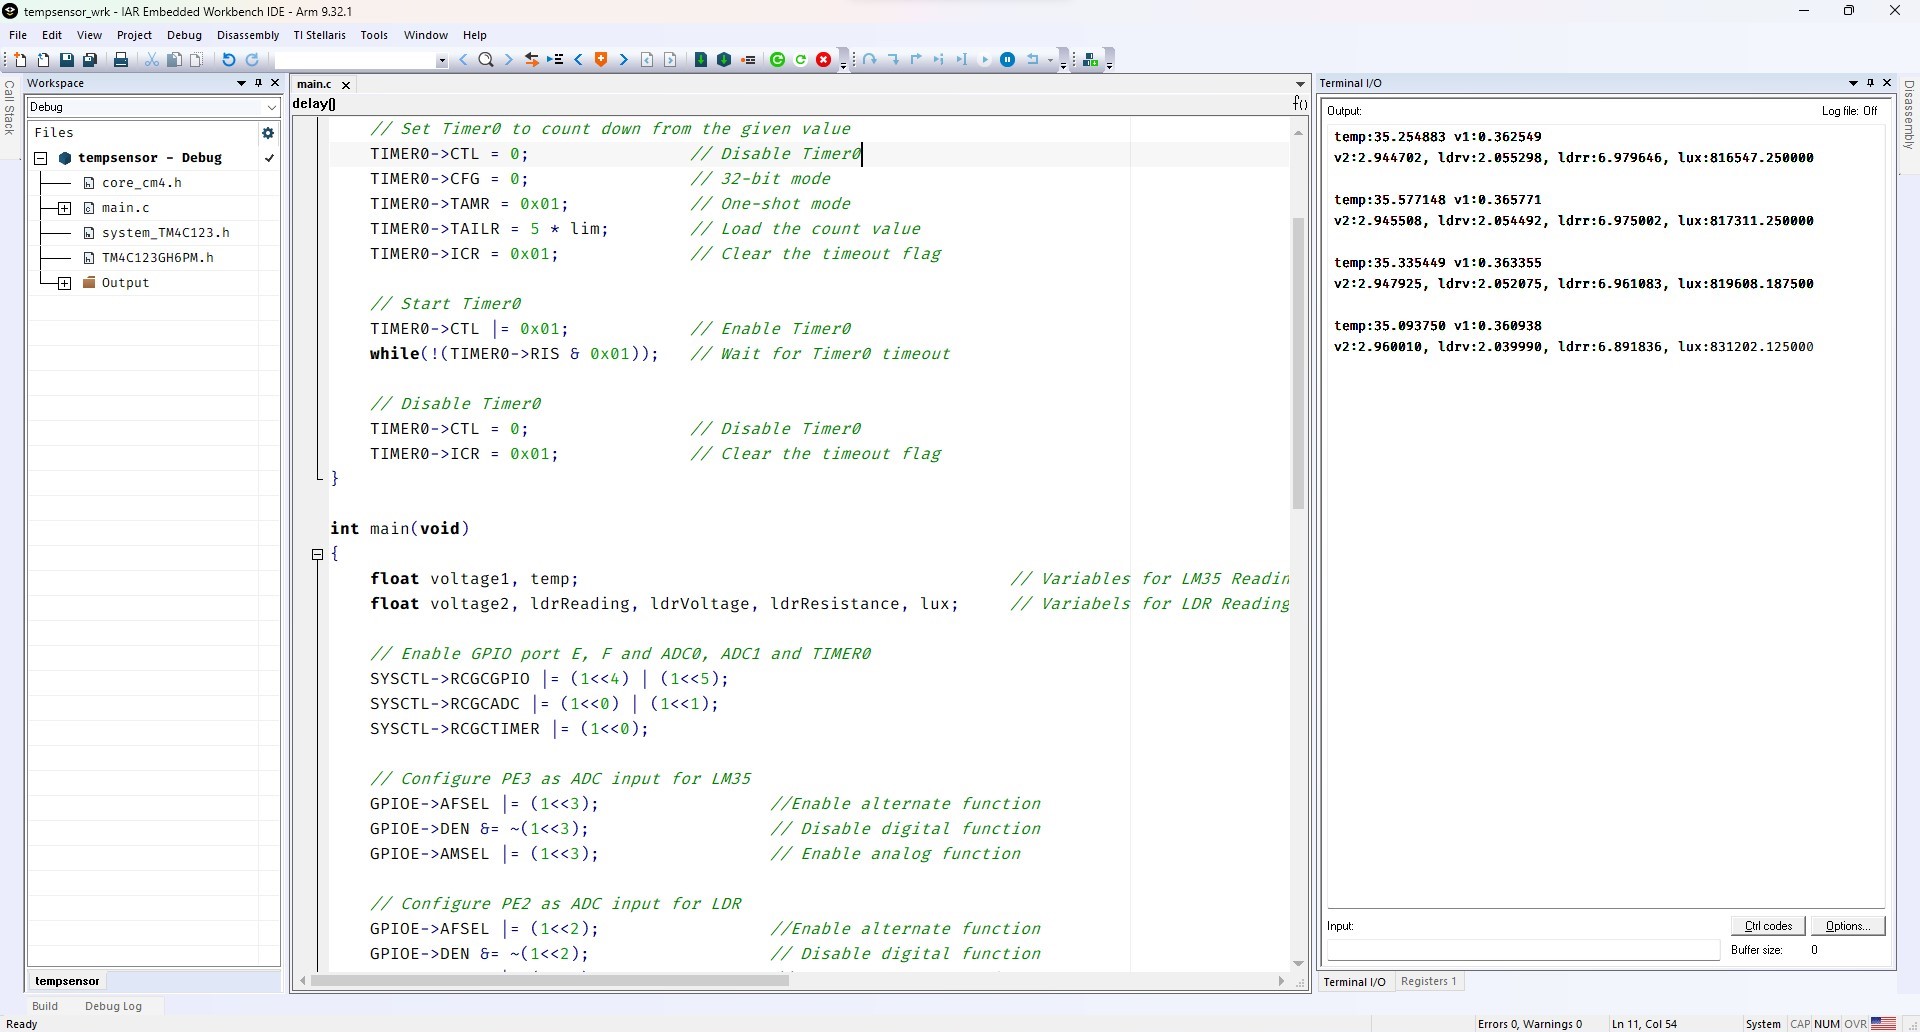 tempsensor_wrk - IAR Embedded Workbench IDE - Arm 9.32.1
File Edit View Project Debug Disassembly TI Stellaris Tools Window Help
Call Stack
Workspace
Debug
Files
tempsensor - Debug
core_cm4.h
main.c
system_TM4C123.h
TM4C123GH6PM.h
Output
tempsensor
main.c
delay()
f()
// Set Timer0 to count down from the given value
TIMER0->CTL = 0; // Disable Timer0
TIMER0->CFG = 0; // 32-bit mode
TIMER0->TAMR = 0x01; // One-shot mode
TIMER0->TAILR = 5 * lim; // Load the count value
TIMER0->ICR = 0x01; // Clear the timeout flag
// Start Timer0
TIMER0->CTL |= 0x01; // Enable Timer0
while(!(TIMER0->RIS & 0x01)); // Wait for Timer0 timeout
// Disable Timer0
TIMER0->CTL = 0; // Disable Timer0
TIMER0->ICR = 0x01; // Clear the timeout flag
}
int main(void)
{
float voltage1, temp; // Variables for LM35 Readin
float voltage2, ldrReading, ldrVoltage, ldrResistance, lux; // Variabels for LDR Reading
// Enable GPIO port E, F and ADC0, ADC1 and TIMER0
SYSCTL->RCGCGPIO |= (1<<4) | (1<<5);
SYSCTL->RCGCADC |= (1<<0) | (1<<1);
SYSCTL->RCGCTIMER |= (1<<0);
// Configure PE3 as ADC input for LM35
GPIOE->AFSEL |= (1<<3); //Enable alternate function
GPIOE->DEN &= ~(1<<3); // Disable digital function
GPIOE->AMSEL |= (1<<3); // Enable analog function
// Configure PE2 as ADC input for LDR
GPIOE->AFSEL |= (1<<2); //Enable alternate function
GPIOE->DEN &= ~(1<<2); // Disable digital function
Terminal I/O
Output: Log file: Off
temp:35.254883 v1:0.362549
v2:2.944702, ldrv:2.055298, ldrr:6.979646, lux:816547.250000
temp:35.577148 v1:0.365771
v2:2.945508, ldrv:2.054492, ldrr:6.975002, lux:817311.250000
temp:35.335449 v1:0.363355
v2:2.947925, ldrv:2.052075, ldrr:6.961083, lux:819608.187500
temp:35.093750 v1:0.360938
v2:2.960010, ldrv:2.039990, ldrr:6.891836, lux:831202.125000
Input: Ctrl codes Options...
Buffer size: 0
Terminal I/O Registers 1
Disassembly
Build Debug Log
Ready Errors 0, Warnings 0 Ln 11, Col 54 System CAP NUM OVR